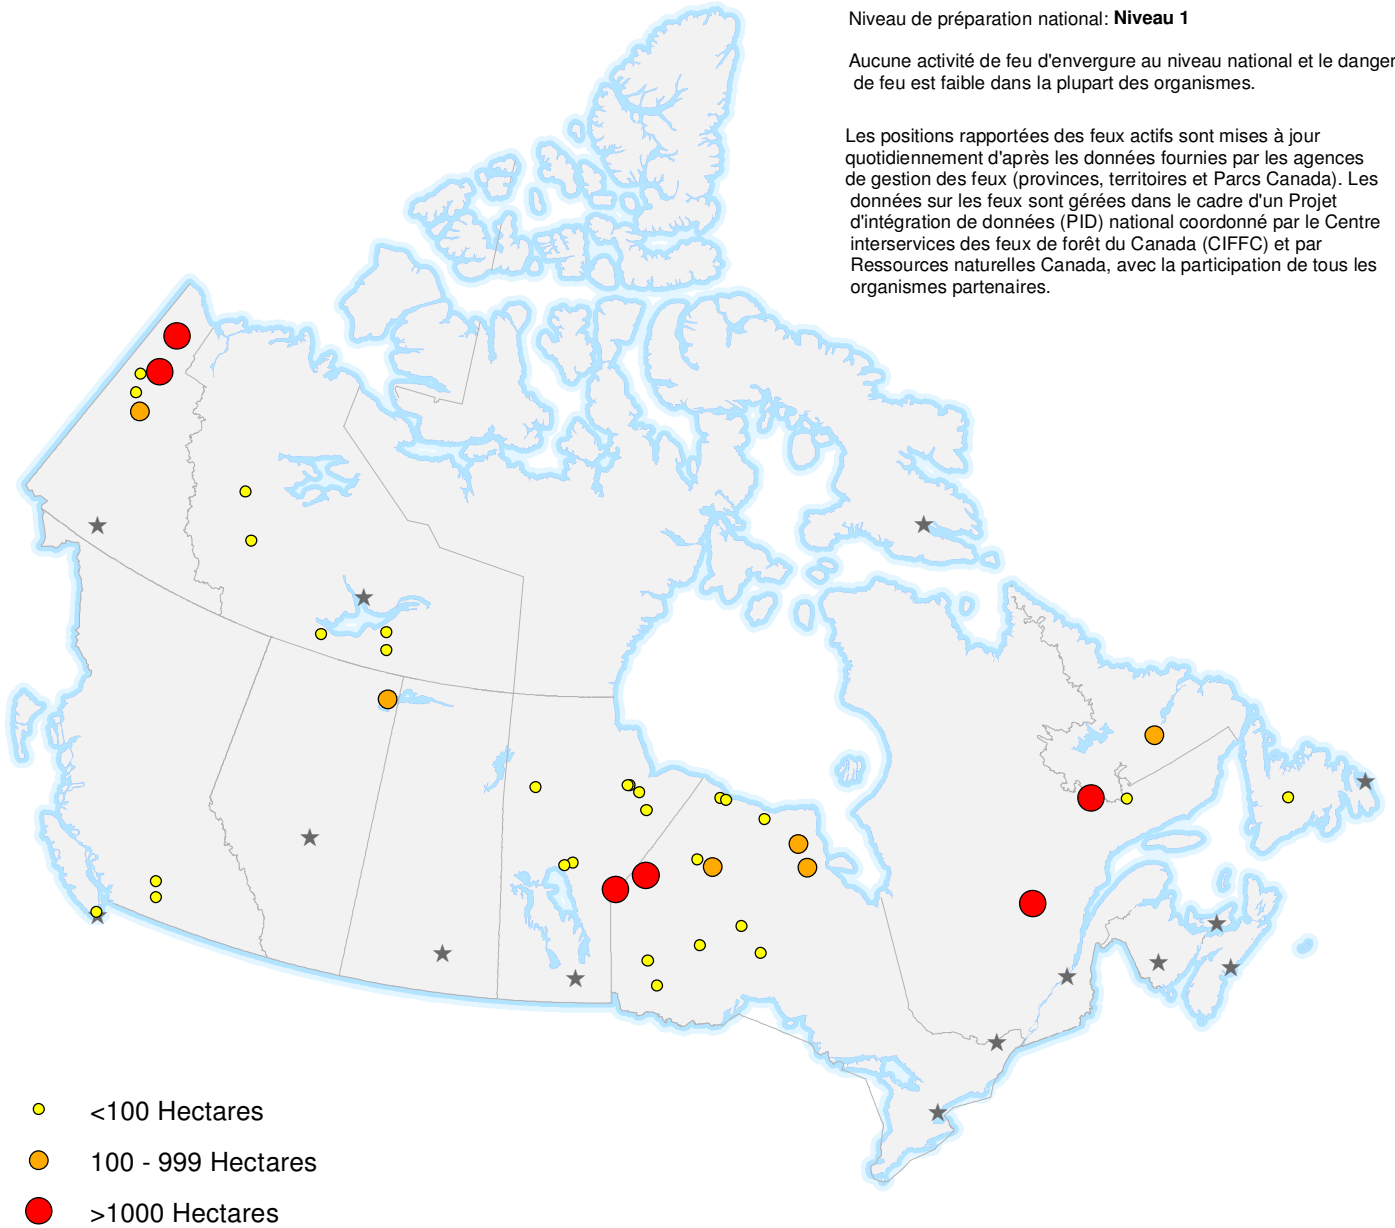 Niveau de préparation national: Niveau 1
Aucune activité de feu d'envergure au niveau national et le danger
de feu est faible dans la plupart des organismes.
Les positions rapportées des feux actifs sont mises à jour
quotidiennement d'après les données fournies par les agences
de gestion des feux (provinces, territoires et Parcs Canada). Les
données sur les feux sont gérées dans le cadre d'un Projet
d'intégration de données (PID) national coordonné par le Centre
interservices des feux de forêt du Canada (CIFFC) et par
Ressources naturelles Canada, avec la participation de tous les
organismes partenaires.
<100 Hectares
100 - 999 Hectares
>1000 Hectares